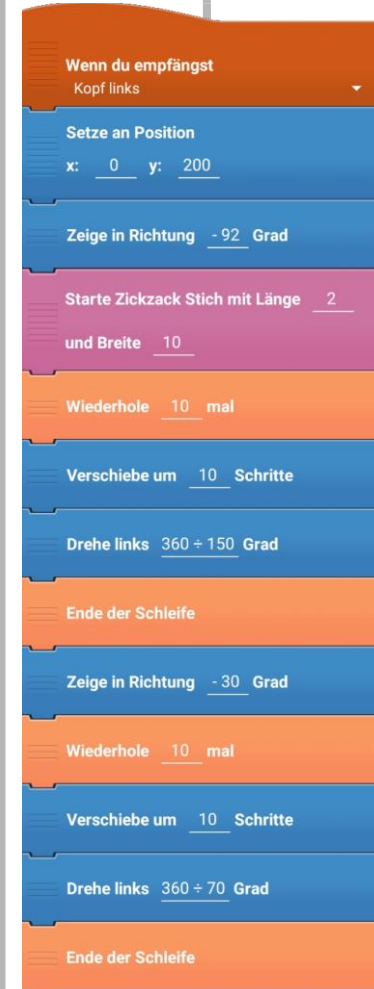 Wenn du empfängst
Kopf links
Setze an Position
x: 0 y: 200
Zeige in Richtung - 92 Grad
Starte Zickzack Stich mit Länge 2
und Breite 10
Wiederhole 10 mal
Verschiebe um 10 Schritte
Drehe links 360 ÷ 150 Grad
Ende der Schleife
Zeige in Richtung - 30 Grad
Wiederhole 10 mal
Verschiebe um 10 Schritte
Drehe links 360 ÷ 70 Grad
Ende der Schleife